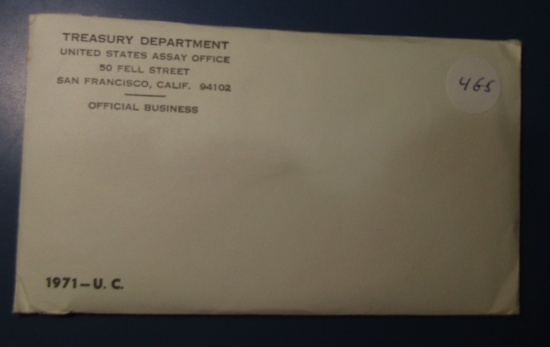 TREASURY DEPARTMENT
UNITED STATES ASSAY OFFICE
50 FELL STREET
SAN FRANCISCO, CALIF. 94102
OFFICIAL BUSINESS
465
1971-U. C.